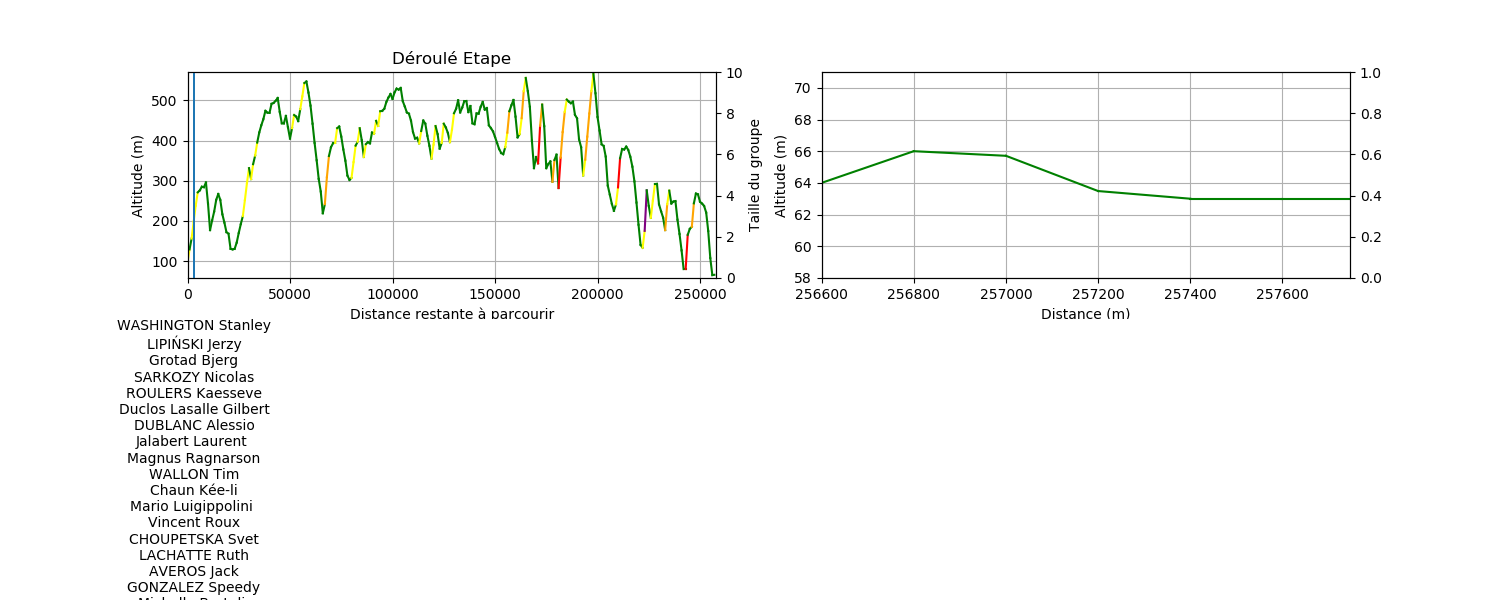 Déroulé Etape
500
400
300
200
100
Altitude (m)
10
8
6
4
2
0
Taille du groupe
0
50000
100000
150000
200000
250000
Distance restante à parcourir
70
68
66
64
62
60
58
Altitude (m)
1.0
0.8
0.6
0.4
0.2
0.0
256600
256800
257000
257200
257400
257600
Distance (m)
WASHINGTON Stanley
LIPIŃSKI Jerzy
Grotad Bjerg
SARKOZY Nicolas
ROULERS Kaesseve
Duclos Lasalle Gilbert
DUBLANC Alessio
Jalabert Laurent
Magnus Ragnarson
WALLON Tim
Chaun Kée-li
Mario Luigippolini
Vincent Roux
CHOUPETSKA Svet
LACHATTE Ruth
AVEROS Jack
GONZALEZ Speedy